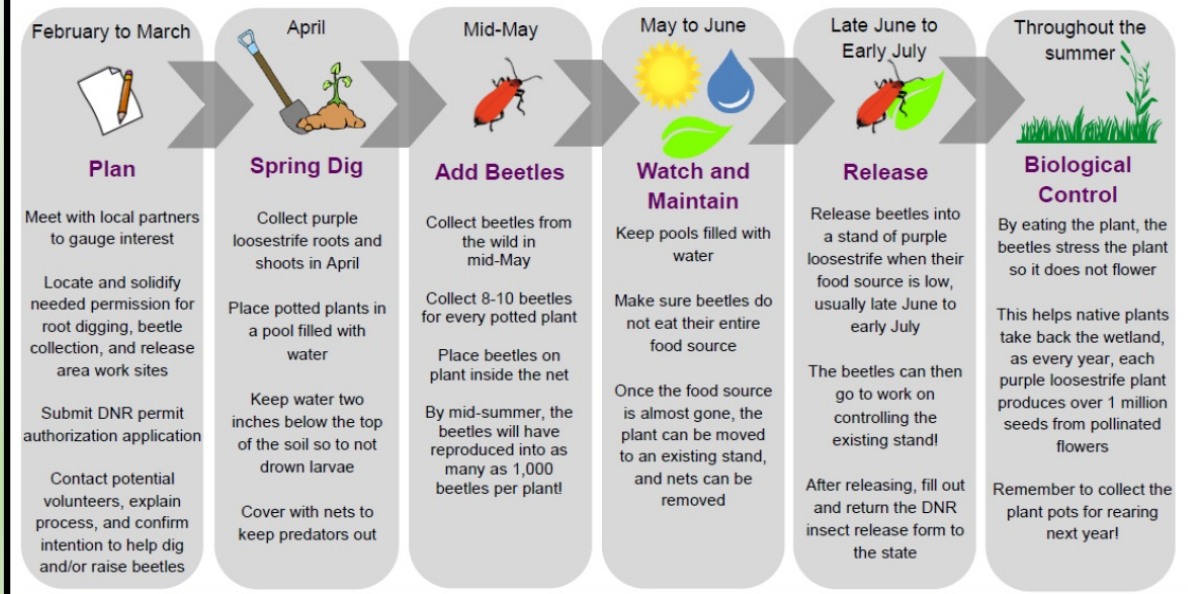 February to March
Plan
Meet with local partners
to gauge interest
Locate and solidify
needed permission for
root digging, beetle
collection, and release
area work sites
Submit DNR permit
authorization application
Contact potential
volunteers, explain
process, and confirm
intention to help dig
and/or raise beetles
April
Spring Dig
Collect purple
loosestrife roots and
shoots in April
Place potted plants in
a pool filled with
water
Keep water two
inches below the top
of the soil so to not
drown larvae
Cover with nets to
keep predators out
Mid-May
Add Beetles
Collect beetles from
the wild in
mid-May
Collect 8-10 beetles
for every potted plant
Place beetles on
plant inside the net
By mid-summer, the
beetles will have
reproduced into as
many as 1,000
beetles per plant!
May to June
Watch and
Maintain
Keep pools filled with
water
Make sure beetles do
not eat their entire
food source
Once the food source
is almost gone, the
plant can be moved
to an existing stand,
and nets can be
removed
Late June to
Early July
Release
Release beetles into
a stand of purple
loosestrife when their
food source is low,
usually late June to
early July
The beetles can then
go to work on
controlling the
existing stand!
After releasing, fill out
and return the DNR
insect release form to
the state
Throughout the
summer
Biological
Control
By eating the plant, the
beetles stress the plant
so it does not flower
This helps native plants
take back the wetland,
as every year, each
purple loosestrife plant
produces over 1 million
seeds from pollinated
flowers
Remember to collect the
plant pots for rearing
next year!